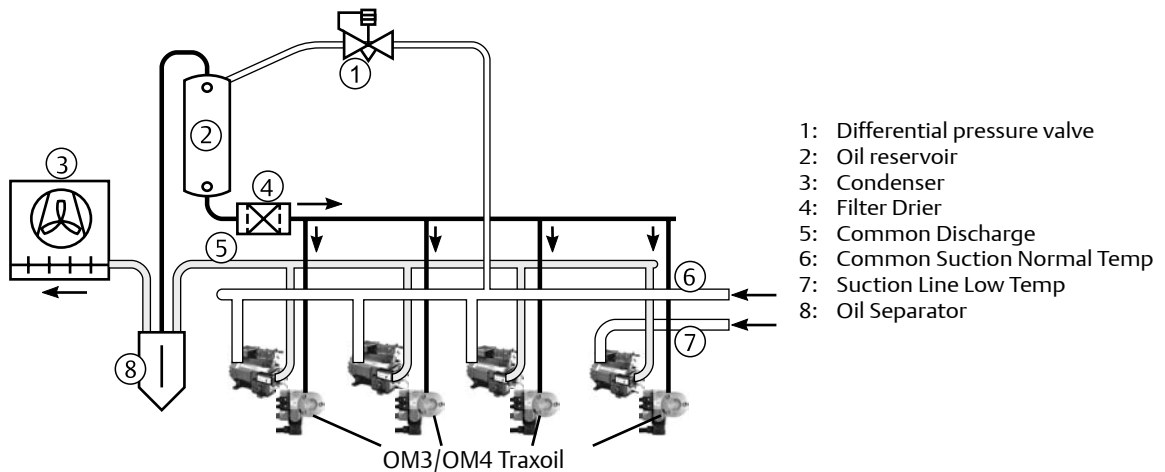 1
2
3
4
5
6
7
8
OM3/OM4 Traxoil
1: Differential pressure valve
2: Oil reservoir
3: Condenser
4: Filter Drier
5: Common Discharge
6: Common Suction Normal Temp
7: Suction Line Low Temp
8: Oil Separator